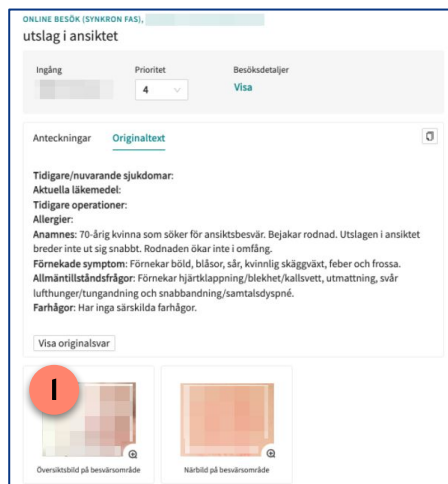 ONLINE BESÖK (SYNKRON FAS),
utslag i ansiktet
Ingång Prioritet Besöksdetaljer
4 Visa
Anteckningar Originaltext
Tidigare/nuvarande sjukdomar:
Aktuella läkemedel:
Tidigare operationer:
Allergier:
Anamnes: 70-årig kvinna som söker för ansiktsbesvär. Bejakar rodnad. Utslagen i ansiktet
breder inte ut sig snabbt. Rodnaden ökar inte i omfång.
Förnekade symptom: Förnekar böld, blåsor, sår, kvinnlig skäggväxt, feber och frossa.
Allmäntillståndsfrågor: Förnekar hjärtklappning/blekhet/kallsvett, utmattning, svår
lufthunger/tungandning och snabbandning/samtalsdyspné.
Farhågor: Har inga särskilda farhågor.
Visa originalsvar
1
Översiktsbild på besvärsområde Närbild på besvärsområde